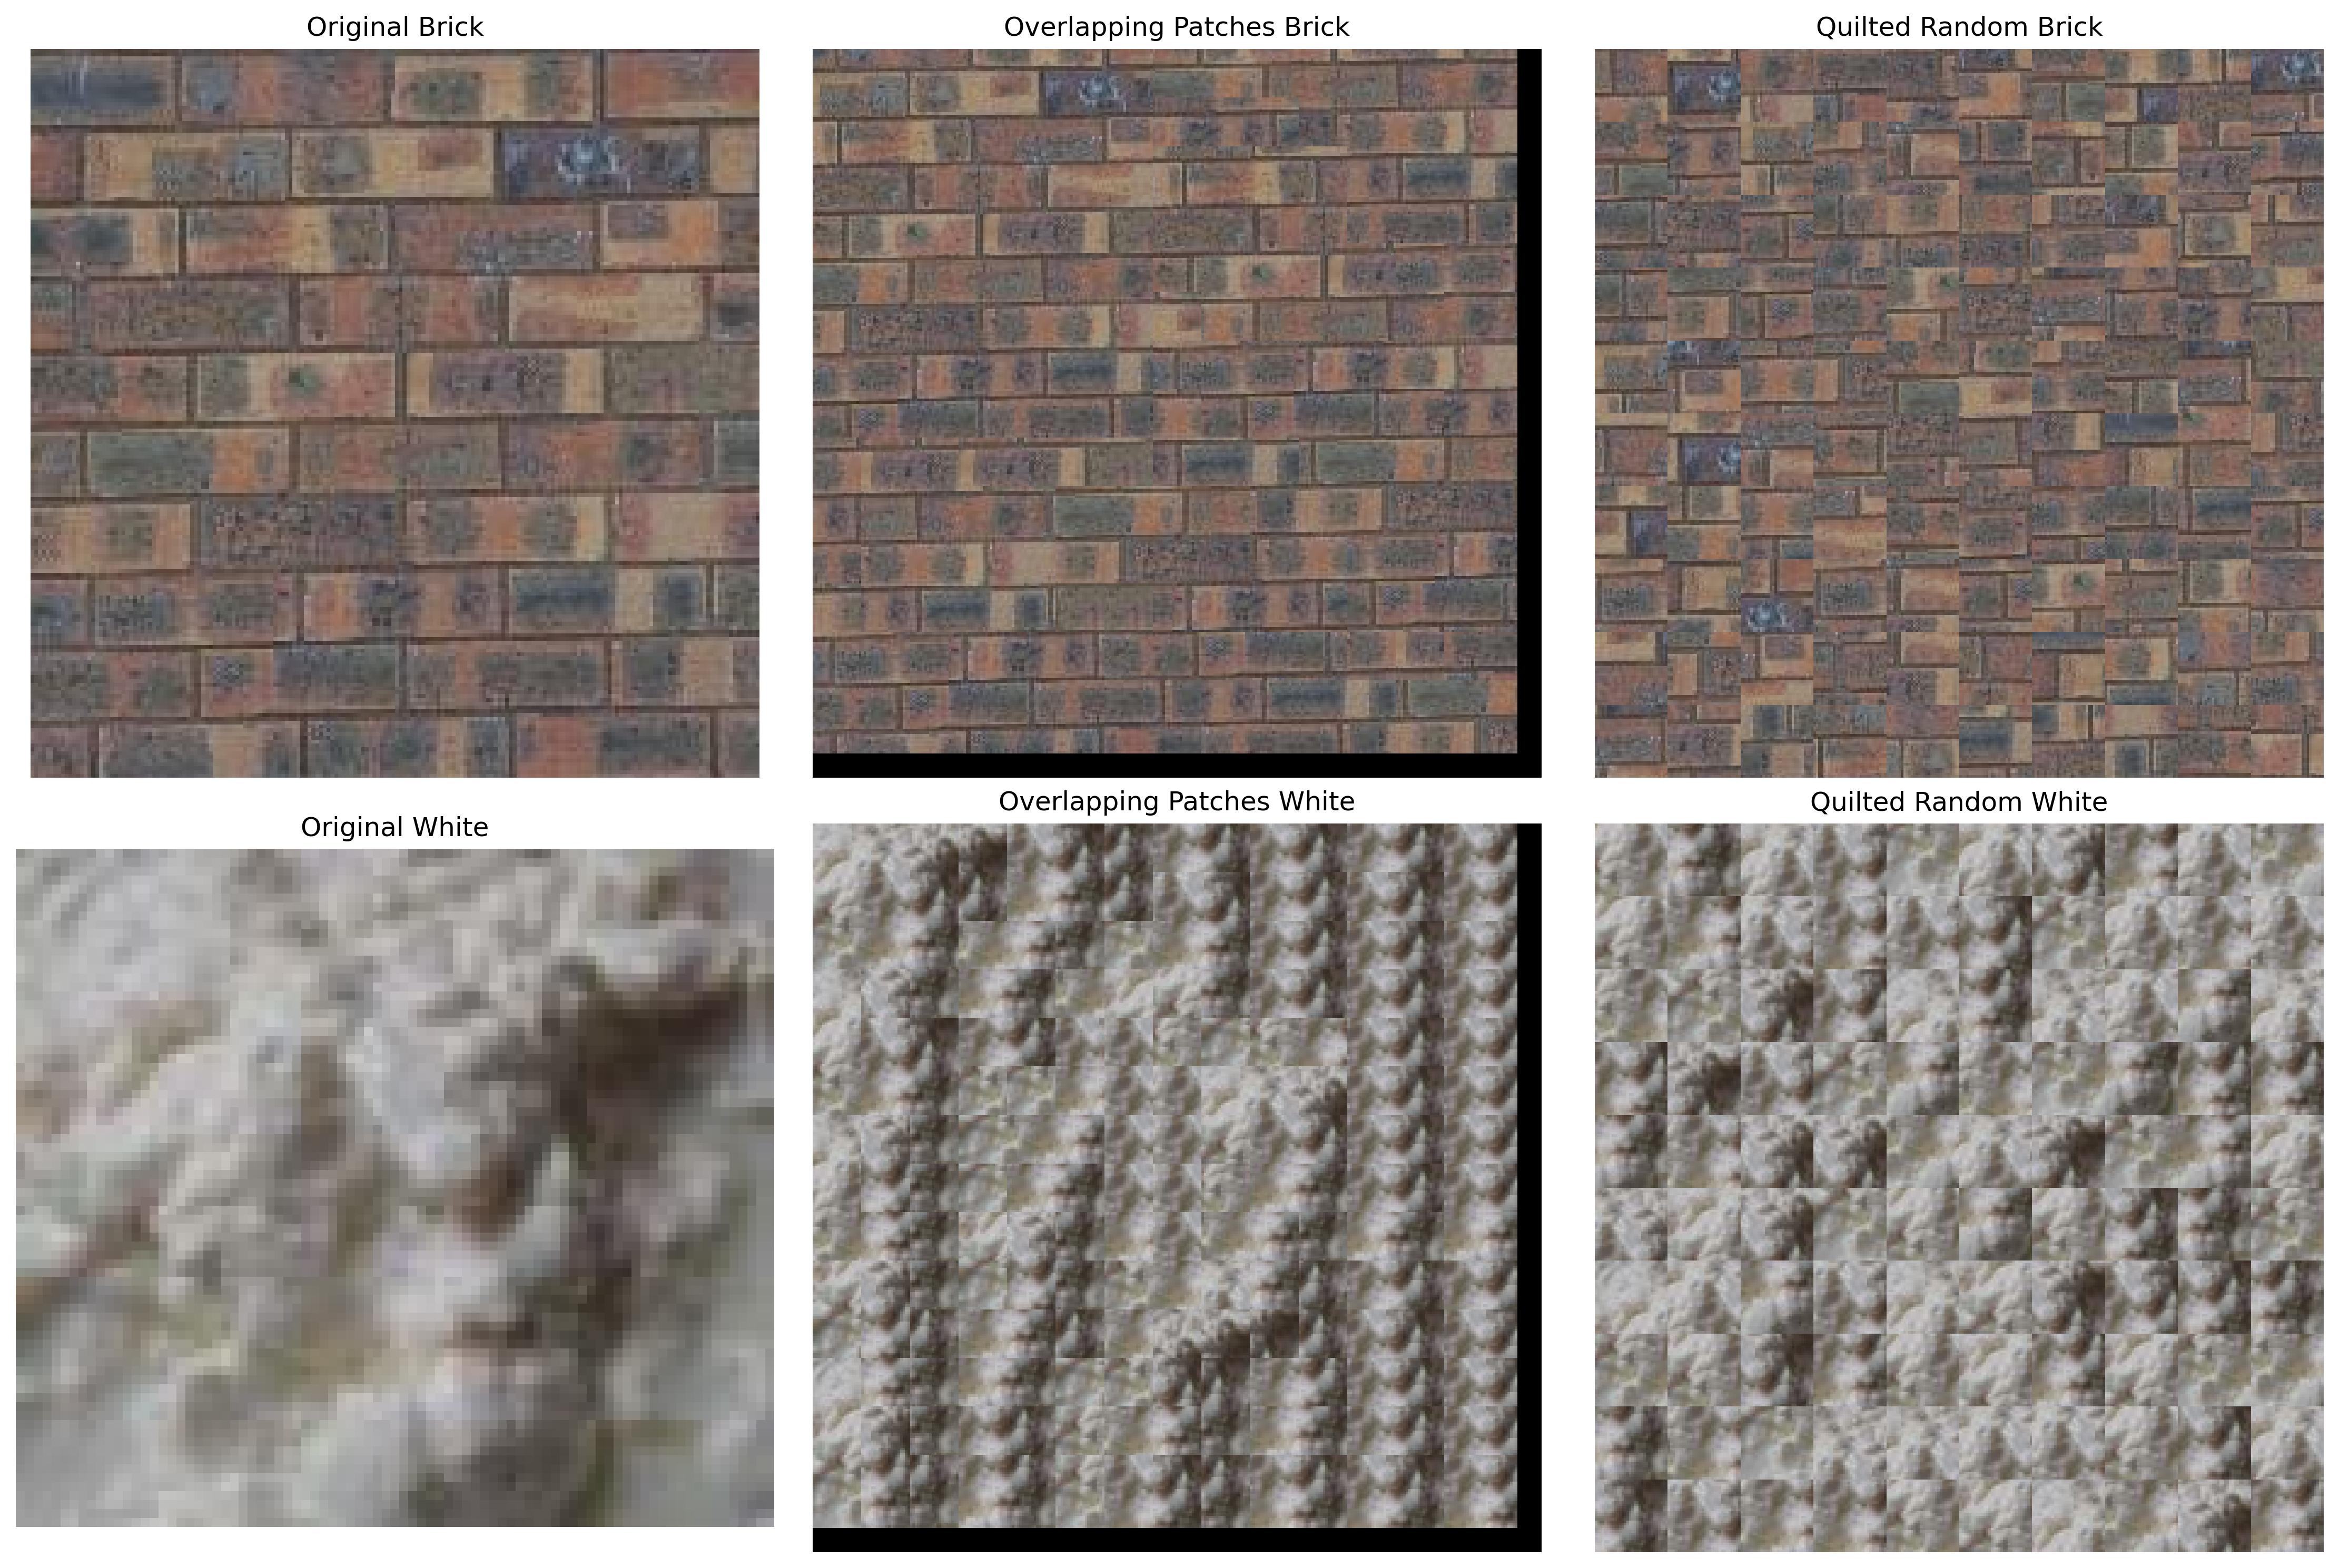 Original Brick
Overlapping Patches Brick
Quilted Random Brick
Original White
Overlapping Patches White
Quilted Random White